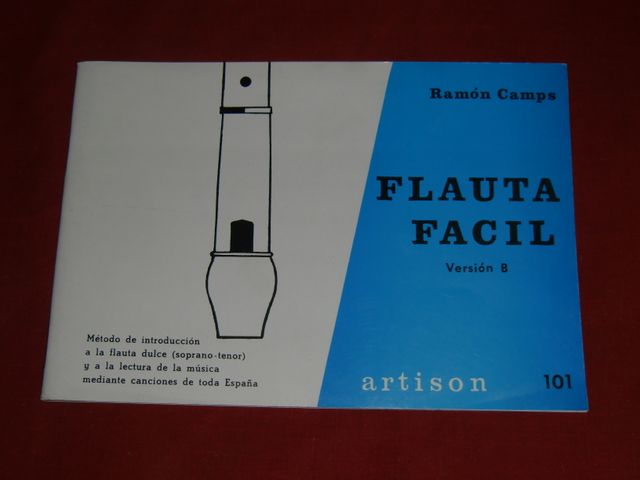 Ramón Camps
FLAUTA
FACIL
Versión B
Método de introducción
a la flauta dulce (soprano-tenor)
y a la lectura de la música
mediante canciones de toda España
artison
101